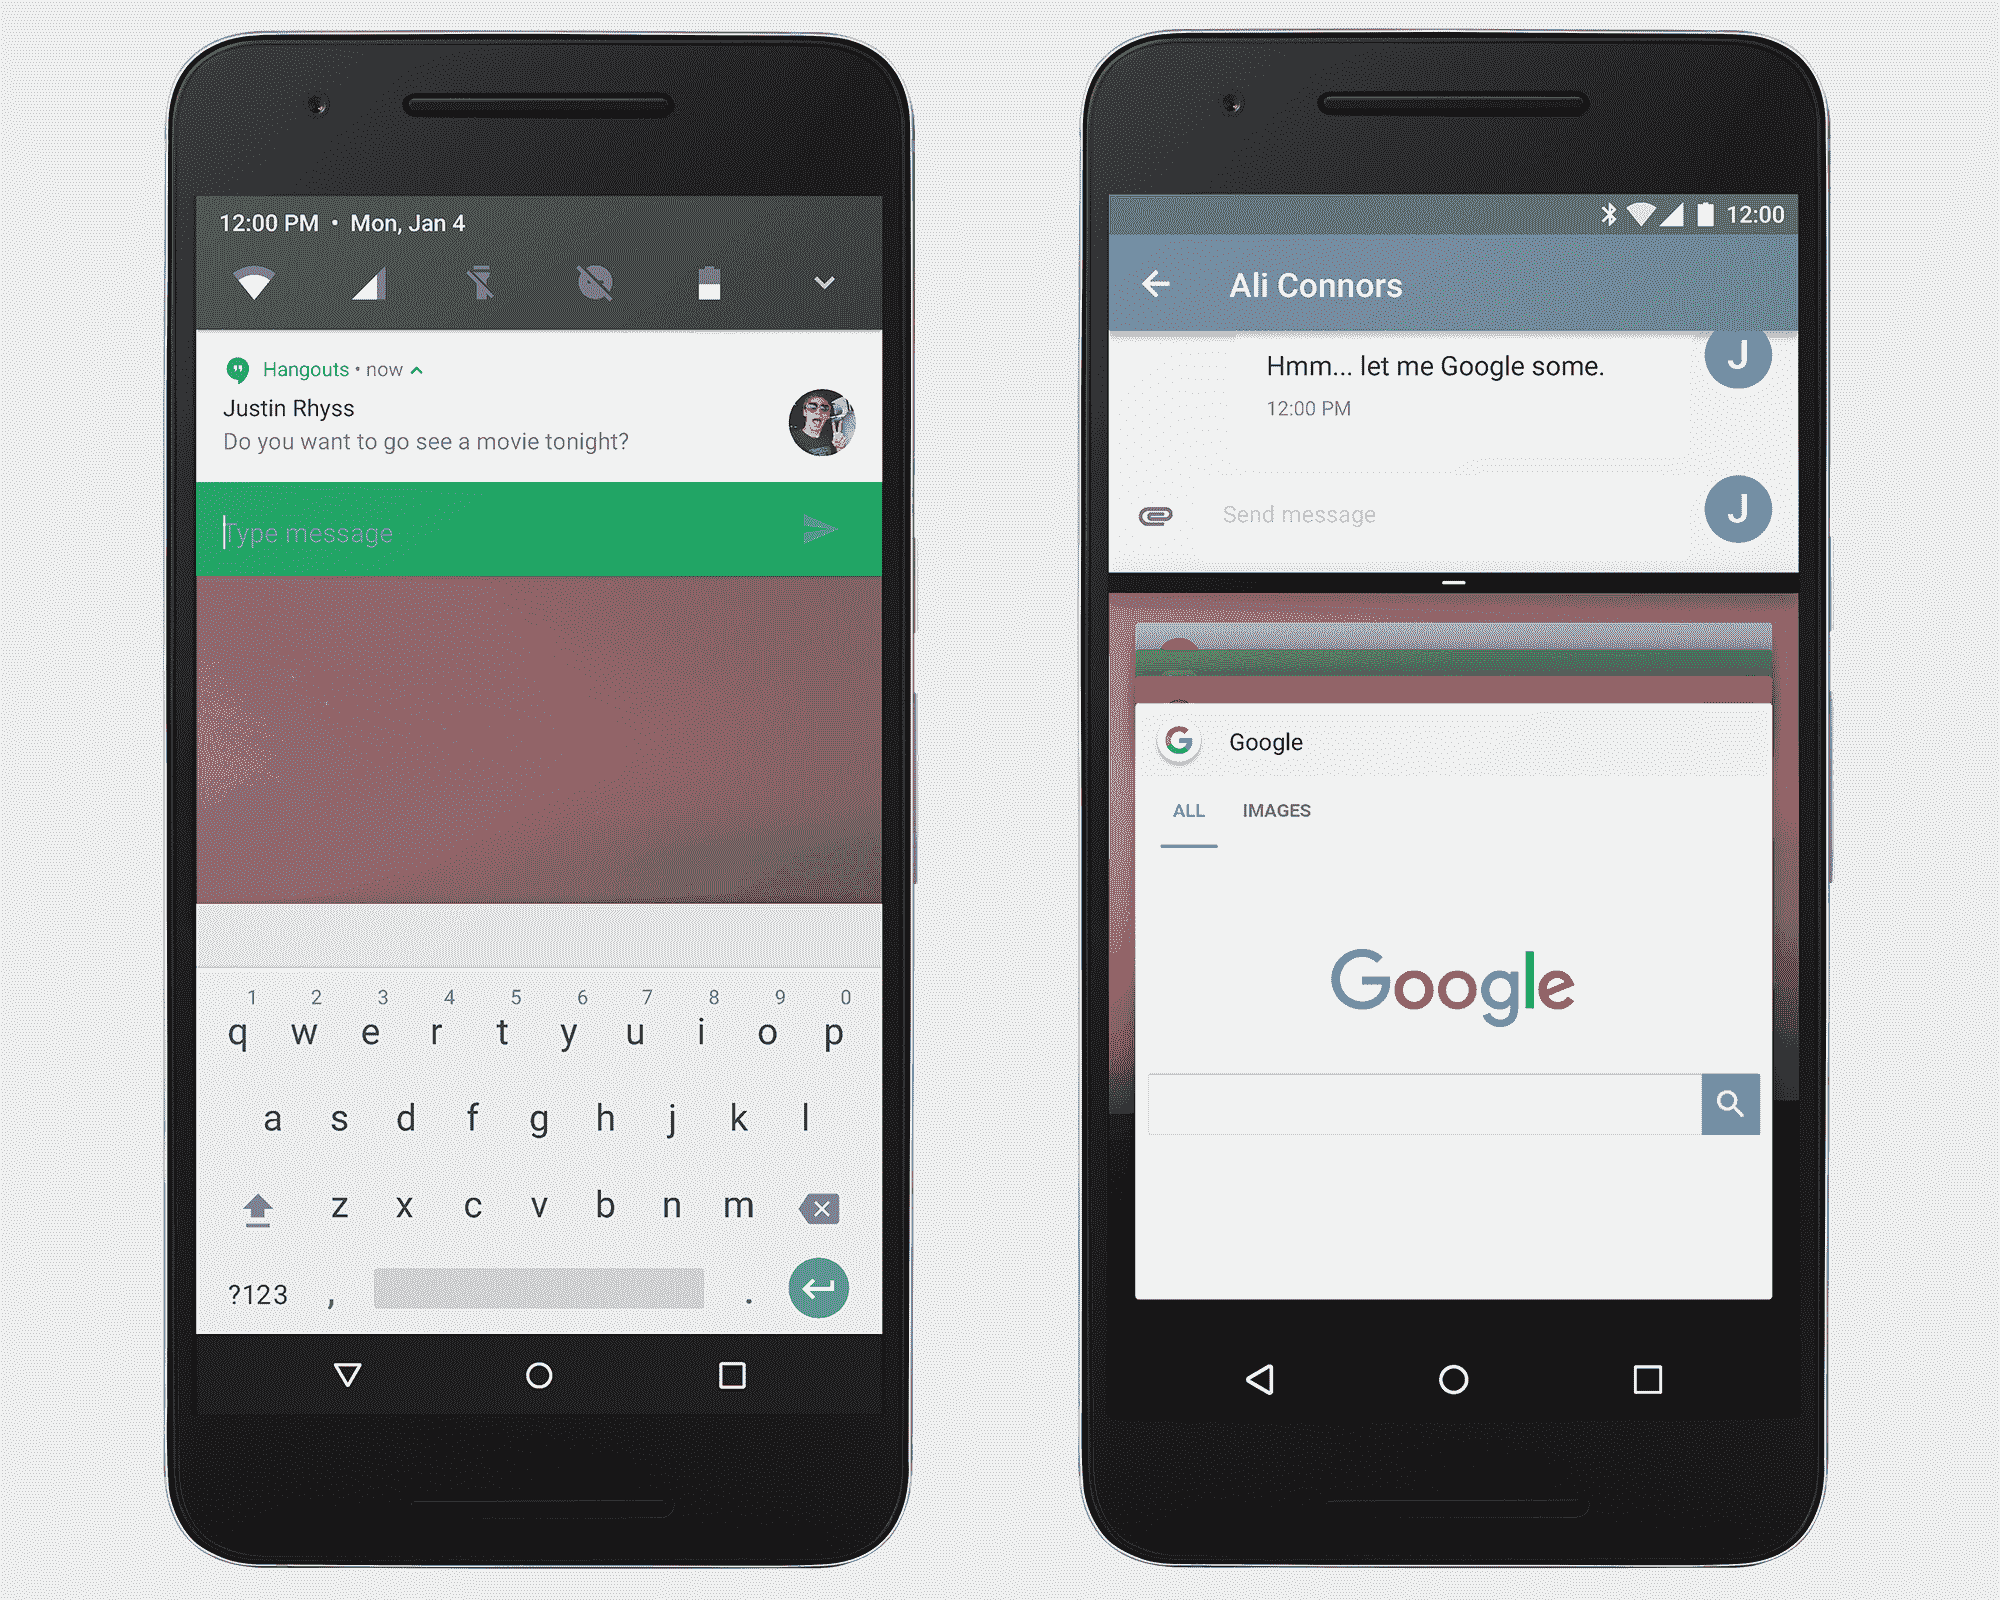 12:00 PM • Mon, Jan 4
Hangouts • now
Justin Rhyss
Do you want to go see a movie tonight?
Type message
1 2 3 4 5 6 7 8 9 0
q w e r t y u i o p
a s d f g h j k l
z x c v b n m
?123 , .
12:00
Ali Connors
Hmm... let me Google some.
J
12:00 PM
Send message
J
G
Google
ALL IMAGES
Google